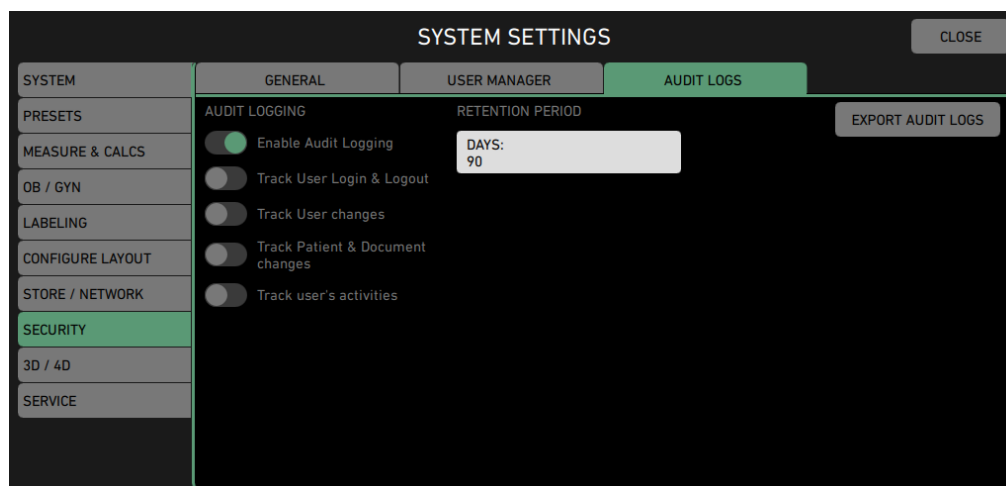 SYSTEM SETTINGS
CLOSE
SYSTEM
PRESETS
MEASURE & CALCS
OB / GYN
LABELING
CONFIGURE LAYOUT
STORE / NETWORK
SECURITY
3D / 4D
SERVICE
GENERAL
USER MANAGER
AUDIT LOGS
AUDIT LOGGING
Enable Audit Logging
Track User Login & Logout
Track User changes
Track Patient & Document
changes
Track user's activities
RETENTION PERIOD
DAYS:
90
EXPORT AUDIT LOGS